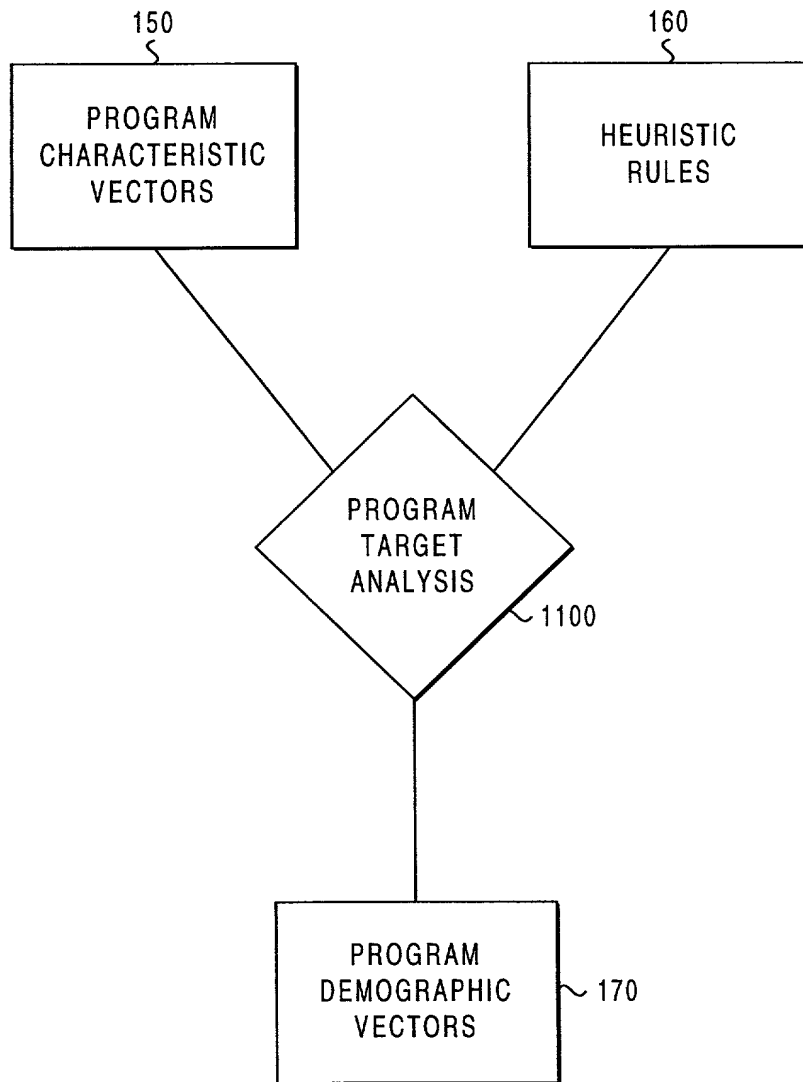 150
160
PROGRAM
CHARACTERISTIC
VECTORS
HEURISTIC
RULES
PROGRAM
TARGET
ANALYSIS
1100
PROGRAM
DEMOGRAPHIC
VECTORS
170